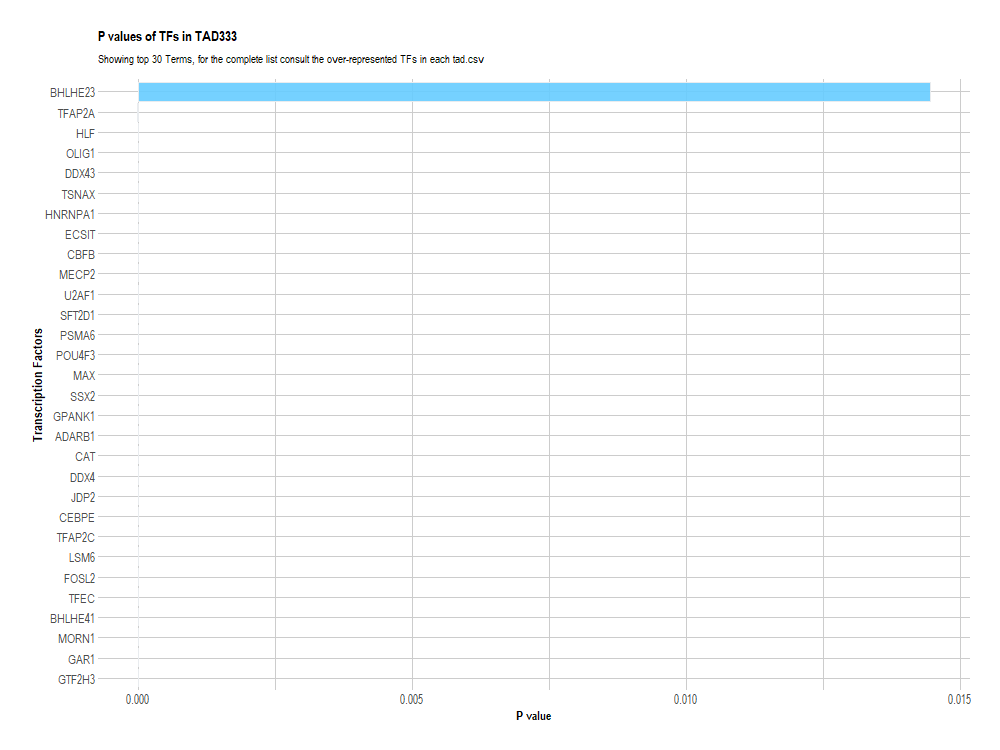 P values of TFs in TAD333
Showing top 30 Terms, for the complete list consult the over-represented TFs in each tad.csv
Transcription Factors
BHLHE23
TFAP2A
HLF
OLIG1
DDX43
TSNAX
HNRNPA1
ECSIT
CBFB
MECP2
U2AF1
SFT2D1
PSMA6
POU4F3
MAX
SSX2
GPANK1
ADARB1
CAT
DDX4
JDP2
CEBPE
TFAP2C
LSM6
FOSL2
TFEC
BHLHE41
MORN1
GAR1
GTF2H3
0.000 0.005 0.010 0.015
P value